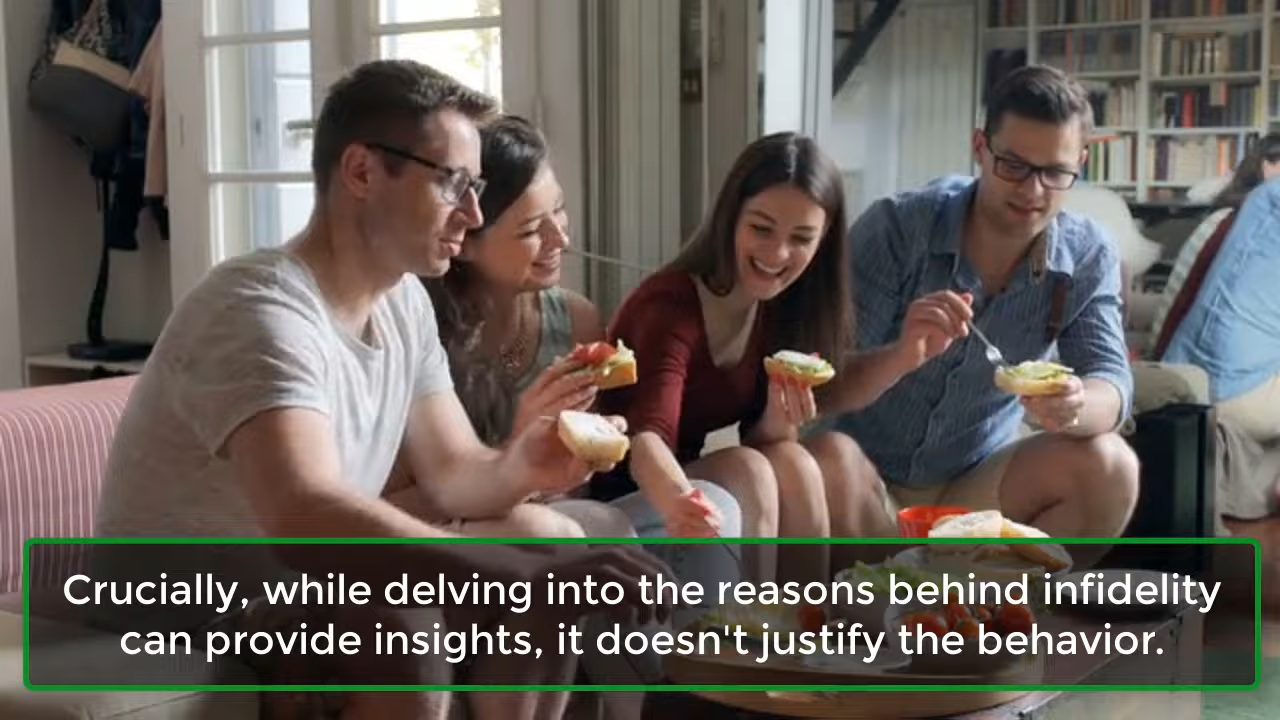 Crucially, while delving into the reasons behind infidelity
can provide insights, it doesn't justify the behavior.